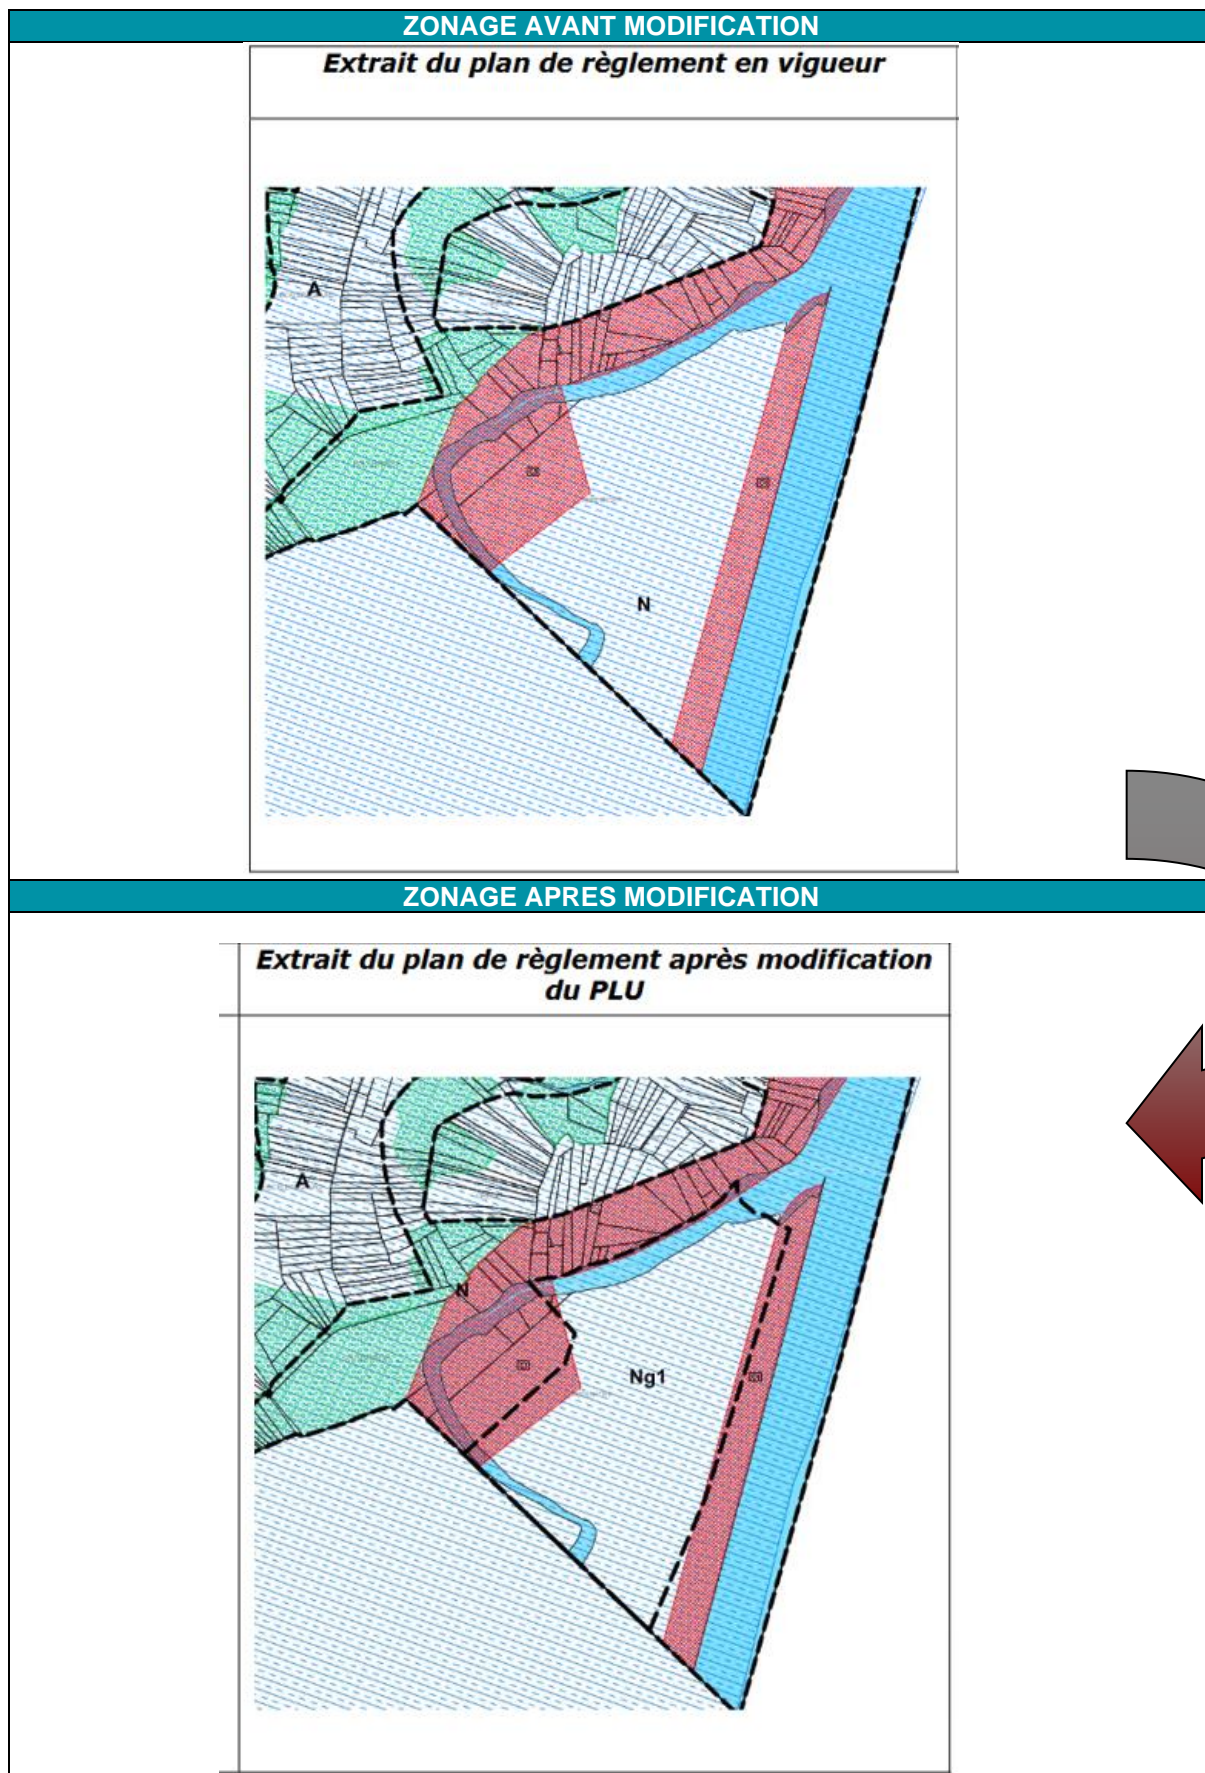 ZONAGE AVANT MODIFICATION
Extrait du plan de règlement en vigueur
A
N
ZONAGE APRES MODIFICATION
Extrait du plan de règlement après modification
du PLU
A
N
Ng1